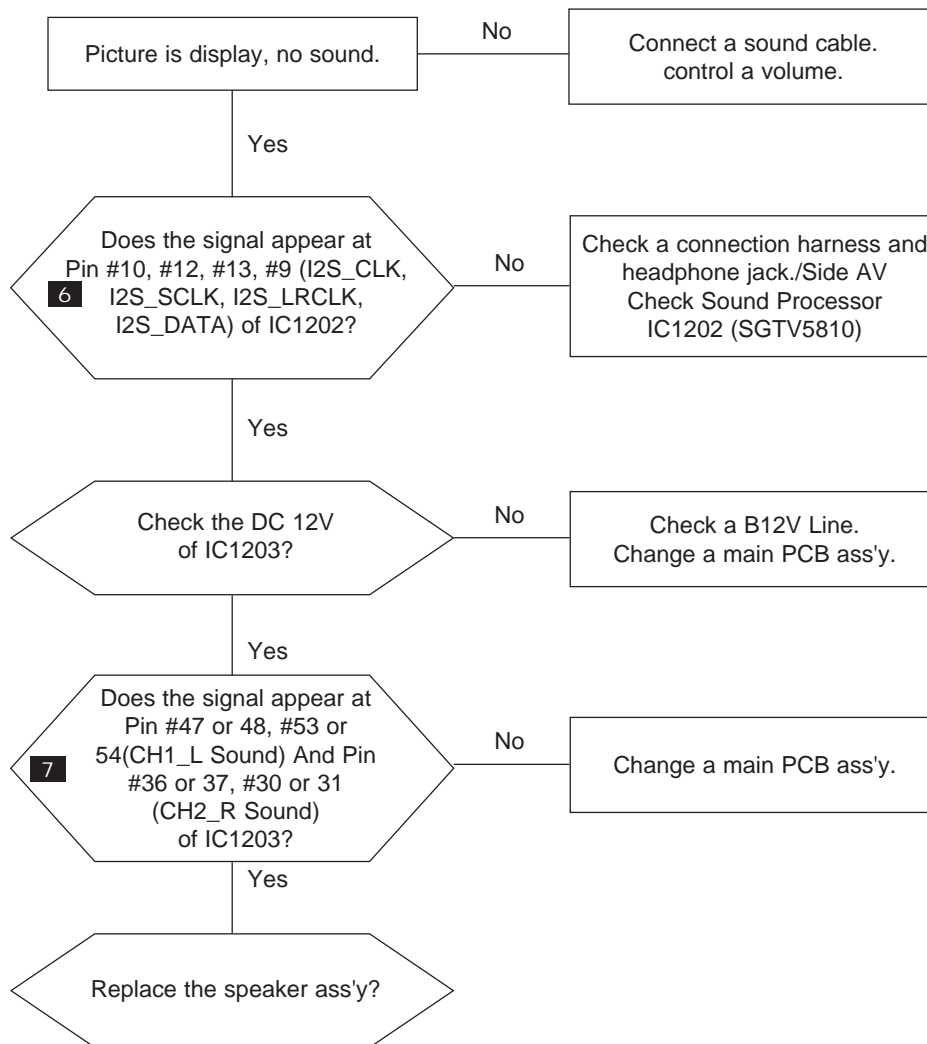 Picture is display, no sound.
No
Connect a sound cable.
control a volume.
Yes
Does the signal appear at
Pin #10, #12, #13, #9 (I2S_CLK,
I2S_SCLK, I2S_LRCLK,
I2S_DATA) of IC1202?
6
No
Check a connection harness and
headphone jack./Side AV
Check Sound Processor
IC1202 (SGTV5810)
Yes
Check the DC 12V
of IC1203?
No
Check a B12V Line.
Change a main PCB ass'y.
Yes
Does the signal appear at
Pin #47 or 48, #53 or
54(CH1_L Sound) And Pin
#36 or 37, #30 or 31
(CH2_R Sound)
of IC1203?
7
No
Change a main PCB ass'y.
Yes
Replace the speaker ass'y?